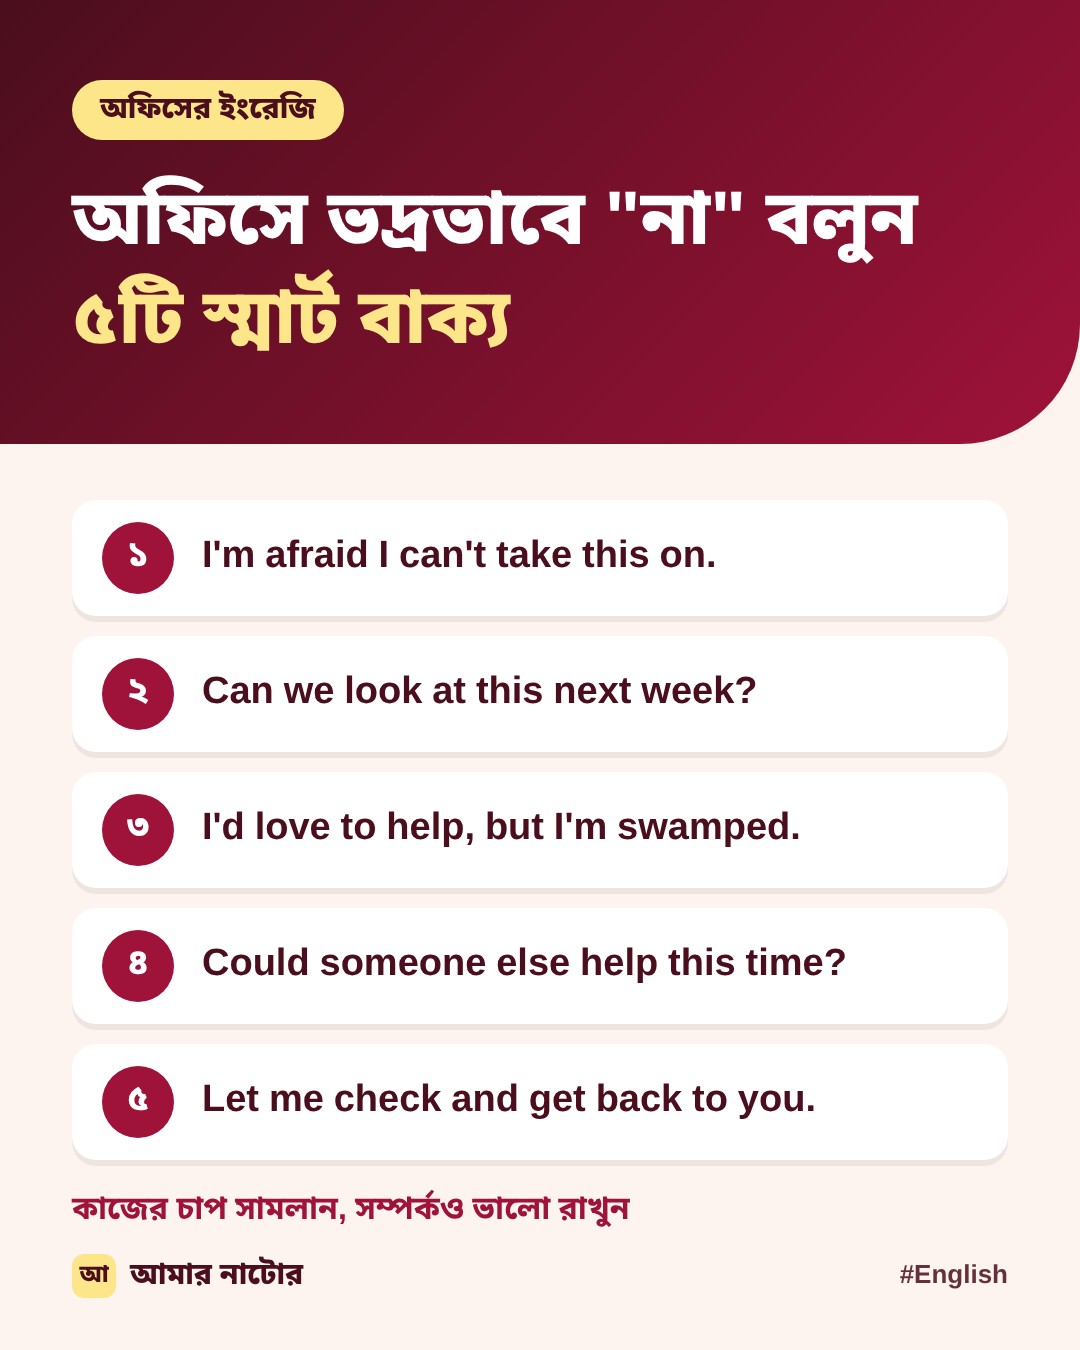 অফিসের ইংরেজি
অফিসে ভদ্রভাবে "না" বলুন
৫টি স্মার্ট বাক্য
১ I'm afraid I can't take this on.
২ Can we look at this next week?
৩ I'd love to help, but I'm swamped.
৪ Could someone else help this time?
৫ Let me check and get back to you.
কাজের চাপ সামলান, সম্পর্কও ভালো রাখুন
আ আমার নাটোর #English